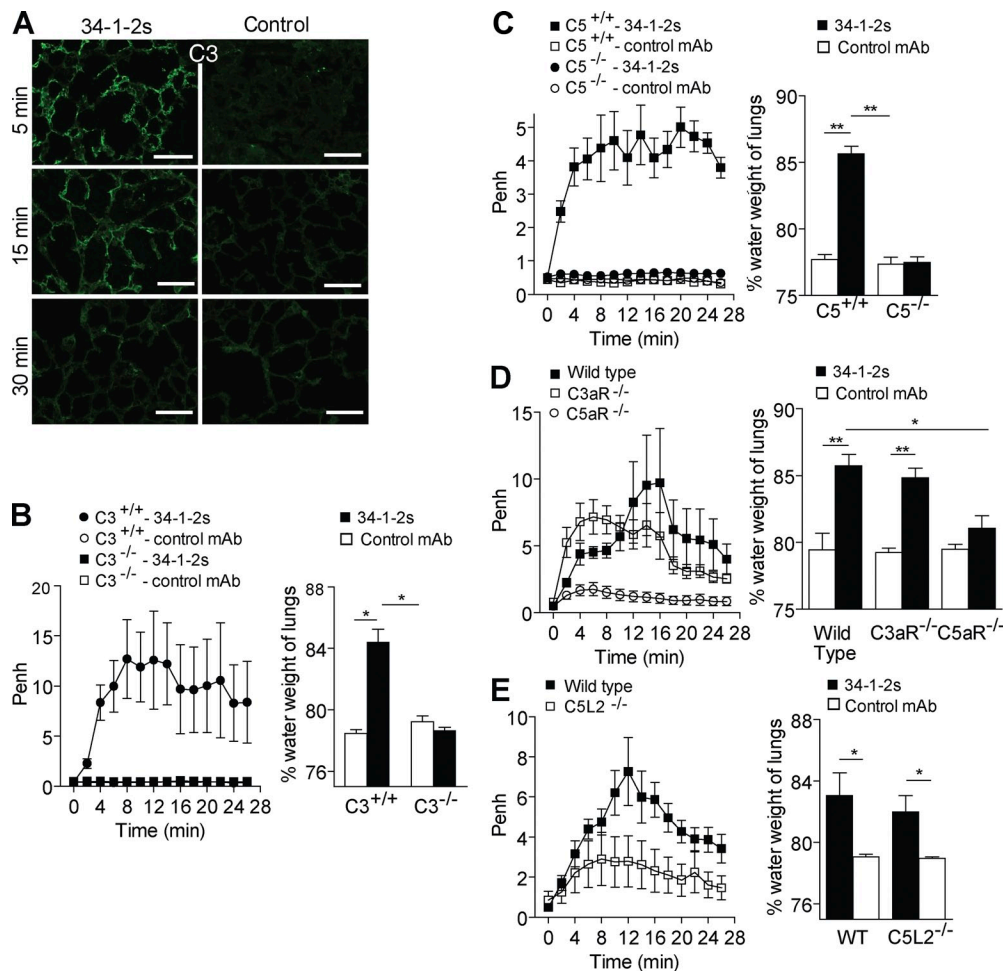 A
34-1-2s Control
C3
5 min
15 min
30 min
B
C3 +/+ - 34-1-2s
C3 +/+ - control mAb
C3 -/- - 34-1-2s
C3 -/- - control mAb
Penh
20
15
10
5
0
0 4 8 12 16 20 24 28
Time (min)
34-1-2s
Control mAb
% water weight of lungs
88
84
80
76
* *
C3+/+ C3-/-
C
C5 +/+ - 34-1-2s
C5 +/+ - control mAb
C5 -/- - 34-1-2s
C5 -/- - control mAb
Penh
5
4
3
2
1
0
0 4 8 12 16 20 24 28
Time (min)
34-1-2s
Control mAb
% water weight of lungs
90
85
80
75
** **
C5+/+ C5-/-
D
Wild type
C3aR -/-
C5aR -/-
Penh
15
10
5
0
0 4 8 12 16 20 24 28
Time (min)
34-1-2s
Control mAb
% water weight of lungs
90
85
80
75
*
** **
Wild C3aR-/- C5aR-/-
Type
E
Wild type
C5L2 -/-
Penh
10
8
6
4
2
0
0 4 8 12 16 20 24 28
Time (min)
34-1-2s
Control mAb
% water weight of lungs
88
84
80
76
* *
WT C5L2-/-